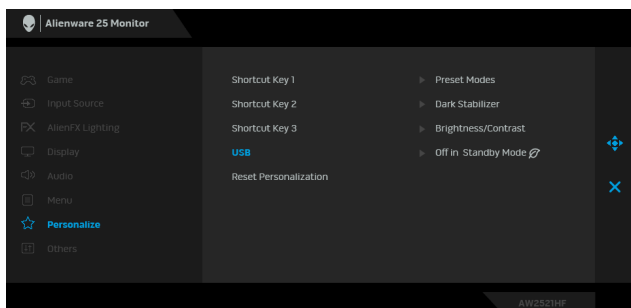 Alienware 25 Monitor
Game
Input Source
AlienFX Lighting
Display
Audio
Menu
Personalize
Others
Shortcut Key 1 Preset Modes
Shortcut Key 2 Dark Stabilizer
Shortcut Key 3 Brightness/Contrast
USB Off in Standby Mode
Reset Personalization
AW2521HF